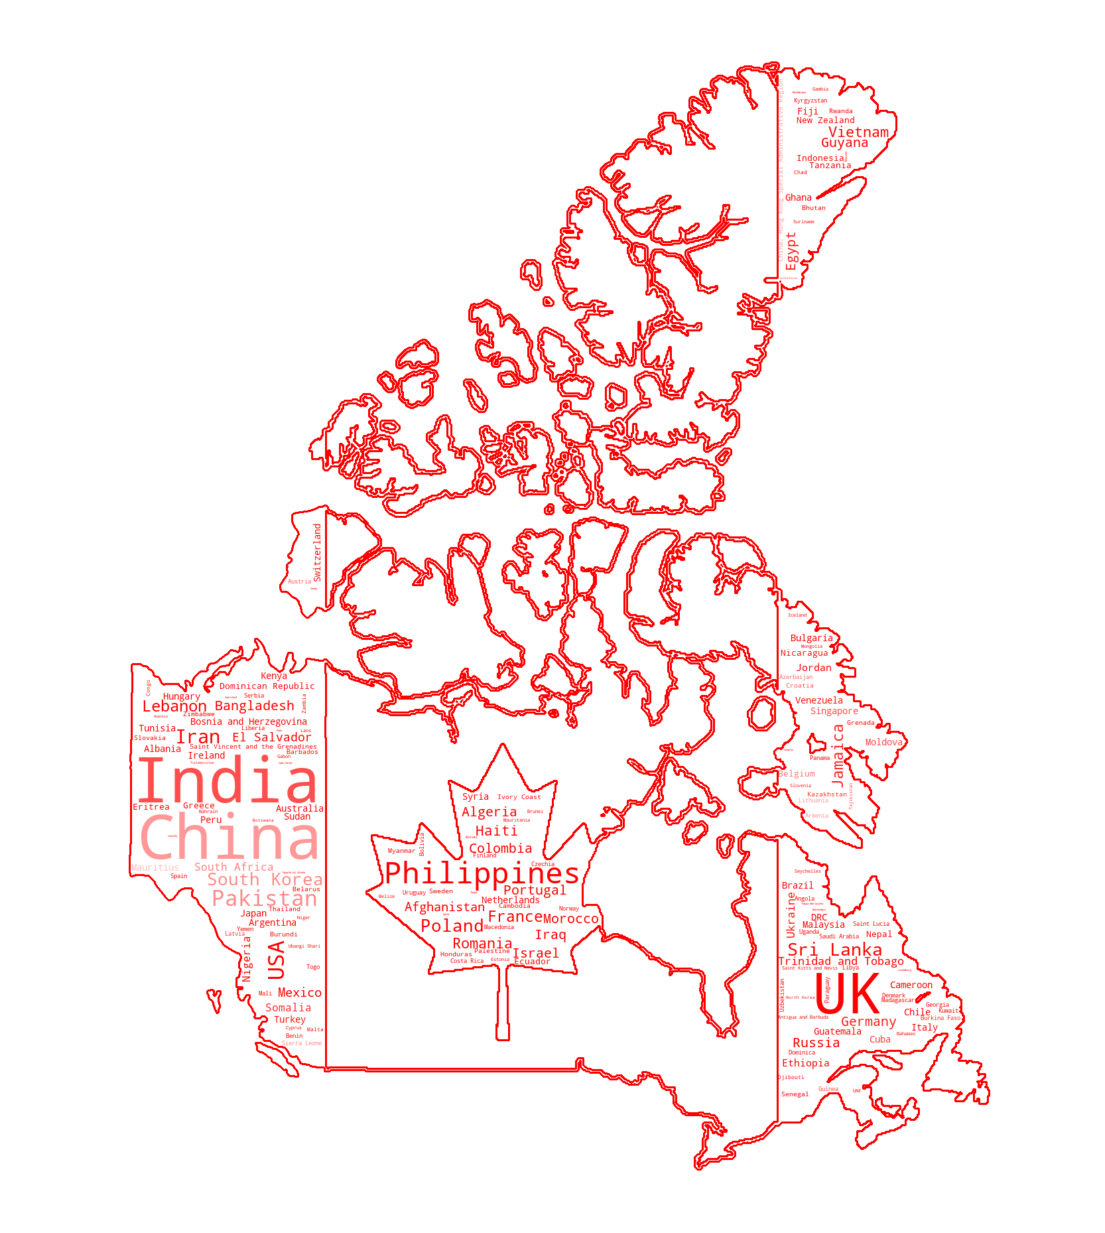 Gambia
Kyrgyzstan
Fiji
Rwanda
New Zealand
Vietnam
Guyana
Indonesia
Tanzania
Chad
Ghana
Bhutan
Suriname
Egypt
Switzerland
Austria
Iceland
Bulgaria
Mongolia
Nicaragua
Jordan
Azerbaijan
Croatia
Venezuela
Singapore
Grenada
Jamaica
Moldova
Panama
Belgium
Slovenia
Kazakhstan
Lithuania
Tajikistan
Armenia
Kenya
Congo
Dominican Republic
Hungary
Serbia
Zambia
Lebanon
Bangladesh
Zimbabwe
Bosnia and Herzegovina
Tunisia
Liberia
Laos
Slovakia
Iran
El Salvador
Albania
Saint Vincent and the Grenadines
Ireland
Barbados
Gabon
India
Eritrea
Greece
Bahrain
Australia
Peru
Botswana
Sudan
China
Mauritius
South Africa
Spain
South Korea
Belarus
Pakistan
Japan
Thailand
Niger
Argentina
Yemen
Latvia
Burundi
Nigeria
USA
Ubangi Shari
Togo
Mali
Mexico
Somalia
Turkey
Cyprus
Malta
Benin
Sierra Leone
Syria
Ivory Coast
Algeria
Brunei
Mauritania
Haiti
Bolivia
Colombia
Myanmar
Finland
Czechia
Philippines
Uruguay
Sweden
Portugal
Belize
Netherlands
Afghanistan
Cambodia
Norway
France
Morocco
Poland
Macedonia
Iraq
Romania
Palestine
Honduras
Israel
Costa Rica
Estonia
Ecuador
Seychelles
Brazil
Angola
Ukraine
DRC
Malaysia
Saint Lucia
Uganda
Saudi Arabia
Nepal
Sri Lanka
Trinidad and Tobago
Saint Kitts and Nevis
Libya
Uzbekistan
Paraguay
UK
Cameroon
North Korea
Denmark
Madagascar
Georgia
Chile
Kuwait
Antigua and Barbuda
Germany
Burkina Faso
Guatemala
Italy
Bahamas
Russia
Cuba
Dominica
Ethiopia
Djibouti
Guinea
UAE
Senegal